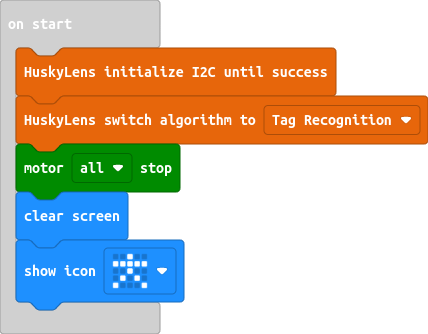 on start
HuskyLens initialize I2C until success
HuskyLens switch algorithm to Tag Recognition
motor all stop
clear screen
show icon